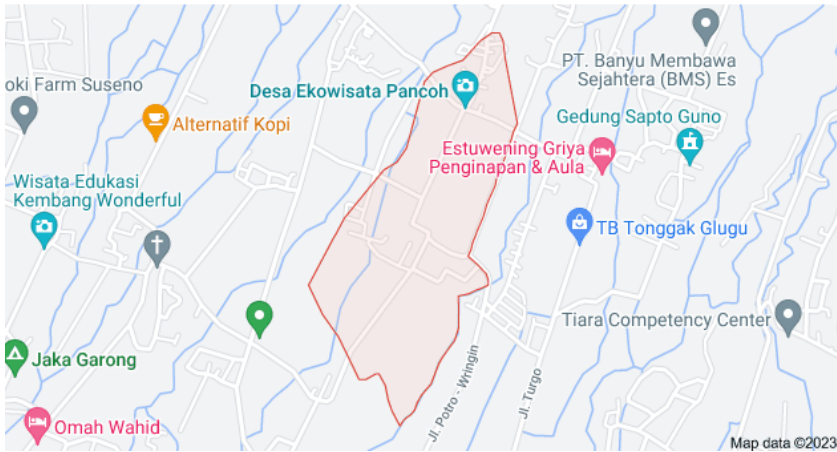 PT. Banyu Membawa
Sejahtera (BMS) Es
oki Farm Suseno
Desa Ekowisata Pancoh
Alternatif Kopi
Gedung Sapto Guno
Estuwening Griya
Penginapan & Aula
Wisata Edukasi
Kembang Wonderful
TB Tonggak Glugu
Tiara Competency Center
Jaka Garong
Jl. Potro - Wringin
Jl. Turgo
Omah Wahid
Map data ©2023